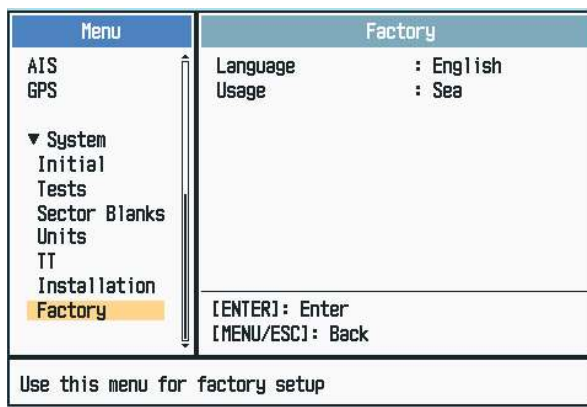 Menu
AIS
GPS
▼ System
Initial
Tests
Sector Blanks
Units
TT
Installation
Factory
Factory
Language : English
Usage : Sea
[ENTER]: Enter
[MENU/ESC]: Back
Use this menu for factory setup